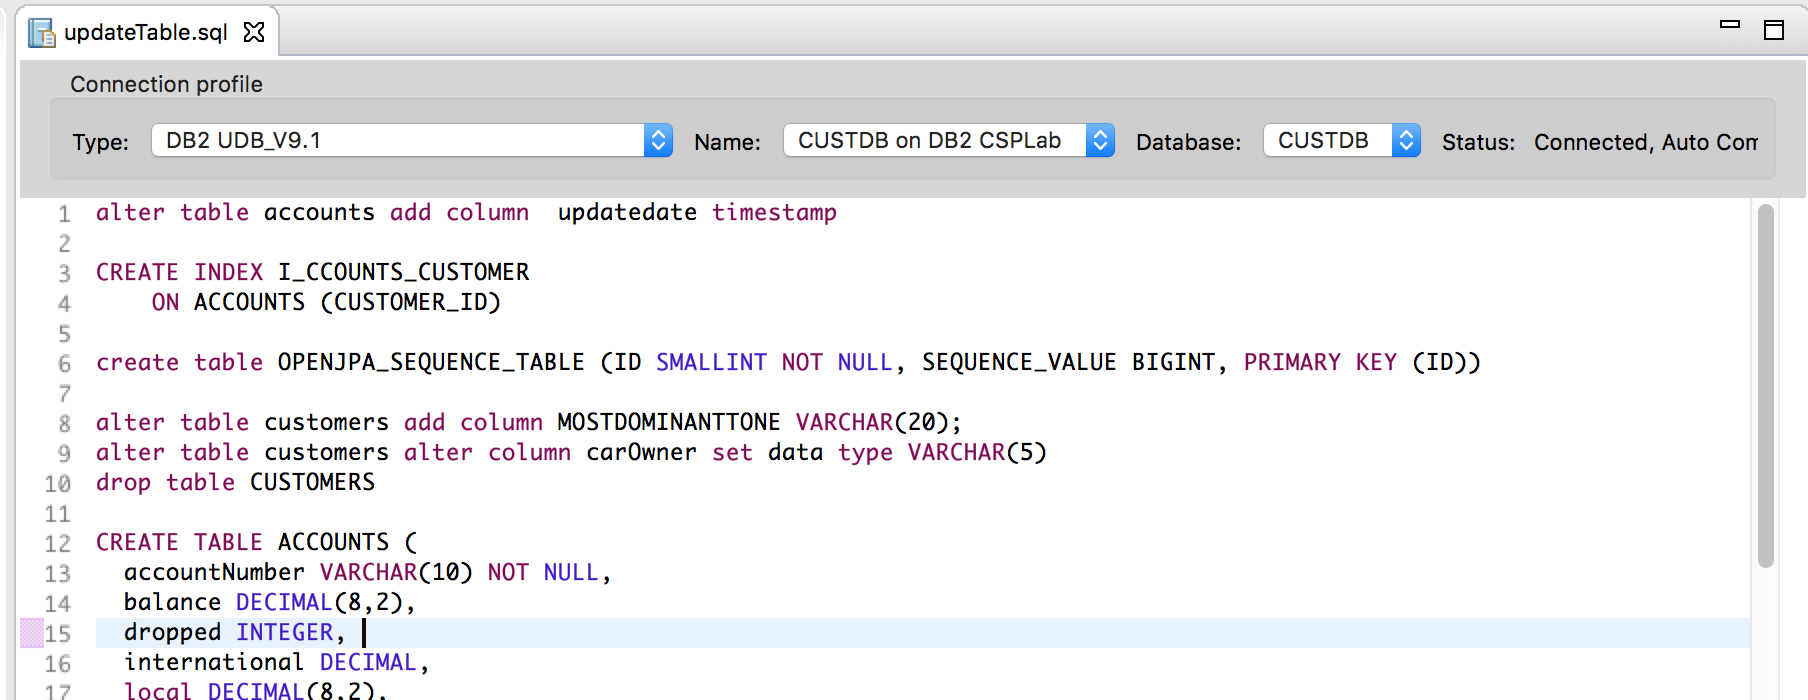 updateTable.sql
Connection profile
Type: DB2 UDB_V9.1 Name: CUSTDB on DB2 CSPLab Database: CUSTDB Status: Connected, Auto Com
1 alter table accounts add column  updatedate timestamp
2
3 CREATE INDEX I_CCOUNTS_CUSTOMER
4     ON ACCOUNTS (CUSTOMER_ID)
5
6 create table OPENJPA_SEQUENCE_TABLE (ID SMALLINT NOT NULL, SEQUENCE_VALUE BIGINT, PRIMARY KEY (ID))
7
8 alter table customers add column MOSTDOMINANTTONE VARCHAR(20);
9 alter table customers alter column carOwner set data type VARCHAR(5)
10 drop table CUSTOMERS
11
12 CREATE TABLE ACCOUNTS (
13   accountNumber VARCHAR(10) NOT NULL,
14   balance DECIMAL(8,2),
15   dropped INTEGER,
16   international DECIMAL,
17   local DECIMAL(8,2),